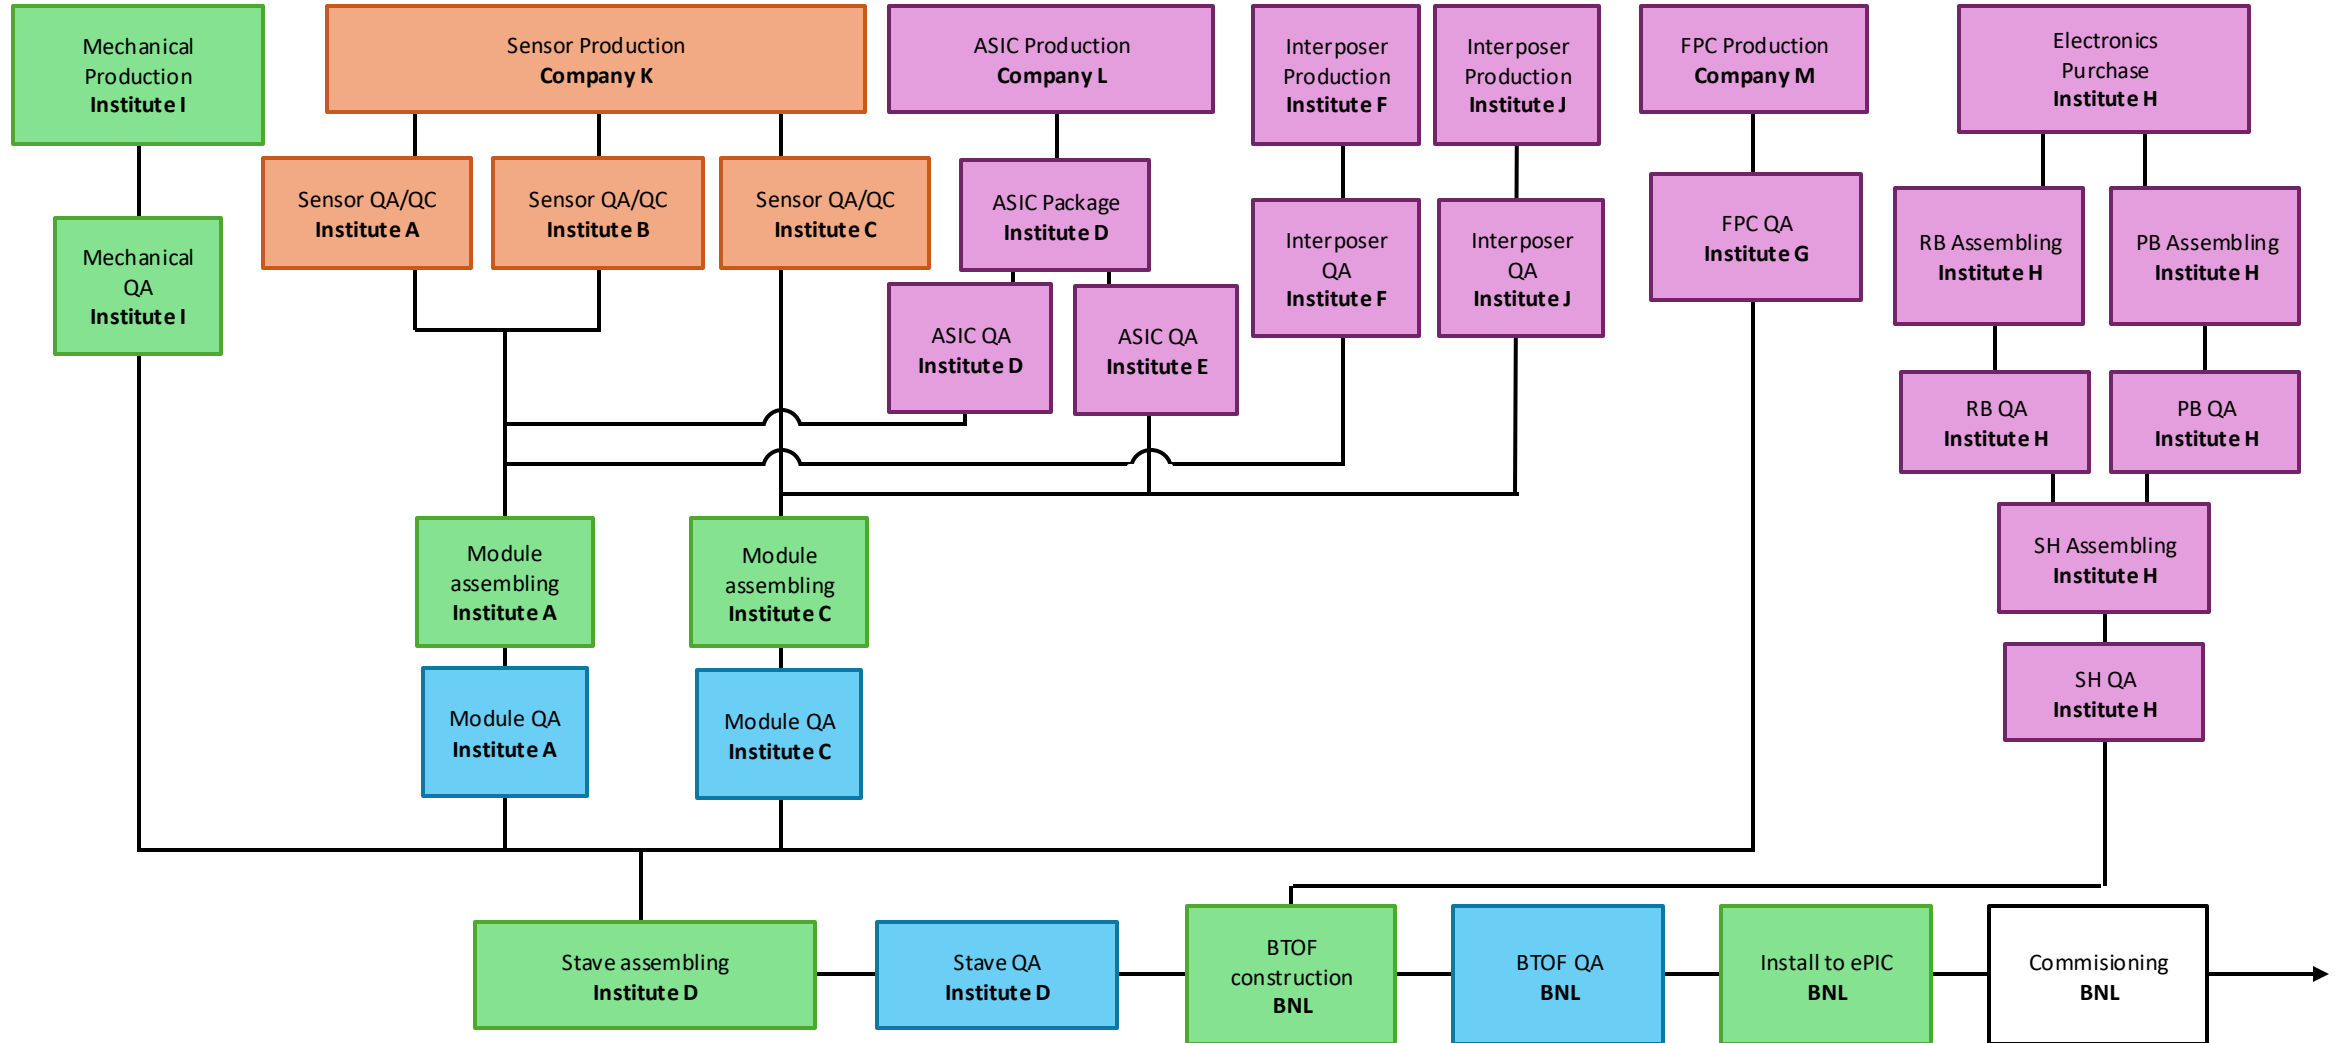 Mechanical
Production
Institute I
Sensor Production
Company K
ASIC Production
Company L
Interposer
Production
Institute F
Interposer
Production
Institute J
FPC Production
Company M
Electronics
Purchase
Institute H
Mechanical
QA
Institute I
Sensor QA/QC
Institute A
Sensor QA/QC
Institute B
Sensor QA/QC
Institute C
ASIC Package
Institute D
ASIC QA
Institute D
ASIC QA
Institute E
Interposer
QA
Institute F
Interposer
QA
Institute J
FPC QA
Institute G
RB Assembling
Institute H
PB Assembling
Institute H
RB QA
Institute H
PB QA
Institute H
SH Assembling
Institute H
SH QA
Institute H
Module
assembling
Institute A
Module
assembling
Institute C
Module QA
Institute A
Module QA
Institute C
Stave assembling
Institute D
Stave QA
Institute D
BTOF
construction
BNL
BTOF QA
BNL
Install to ePIC
BNL
Commisioning
BNL